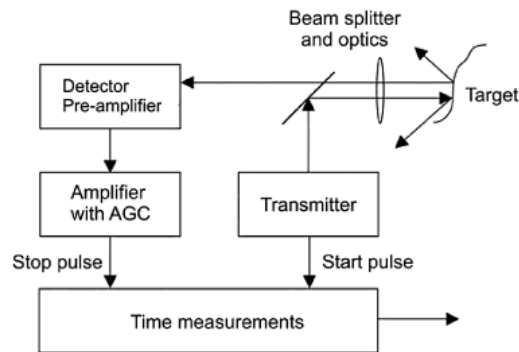 Beam splitter
and optics
Detector
Pre-amplifier
Target
Amplifier
with AGC
Transmitter
Stop pulse
Start pulse
Time measurements